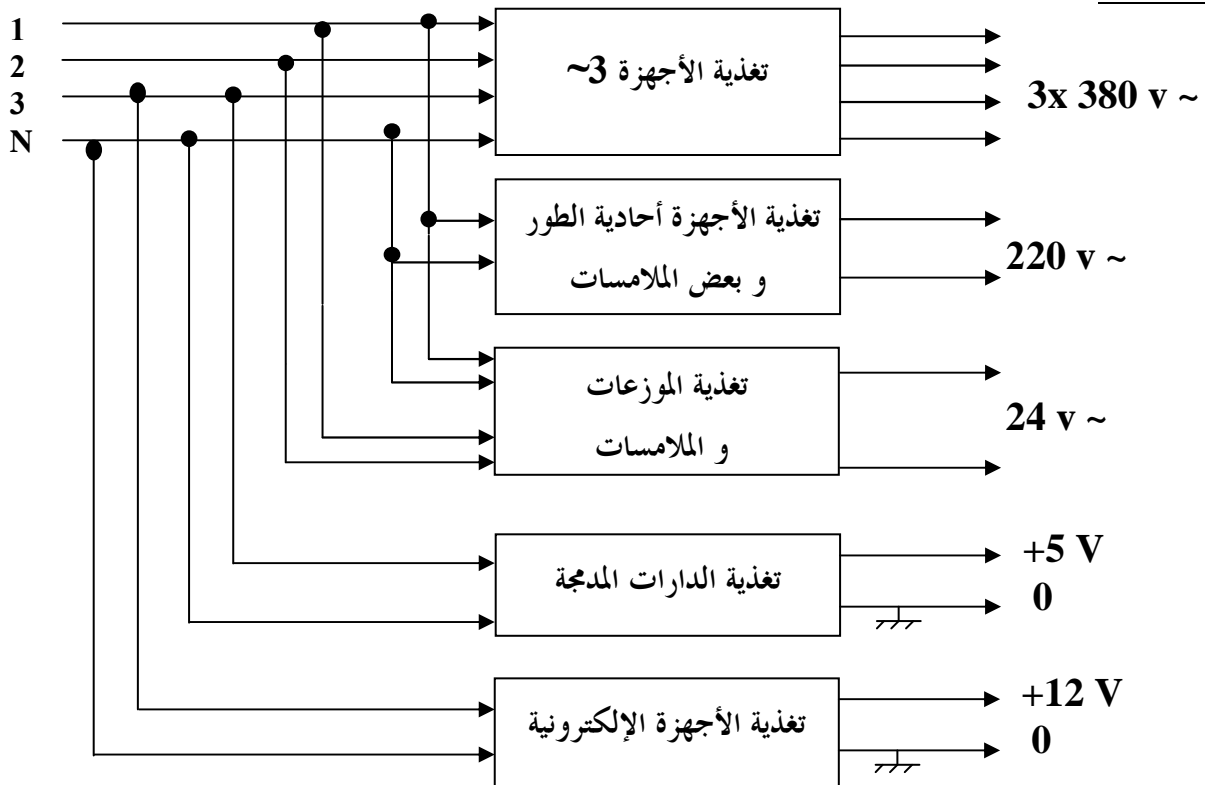 1
2
3
N
تغذية الأجهزة 3~
3x 380 v ~
تغذية الأجهزة أحادية الطور
و بعض الملامسات
220 v ~
تغذية الموزعات
و الملامسات
24 v ~
تغذية الدارات المدمجة
+5 V
0
تغذية الأجهزة الإلكترونية
+12 V
0